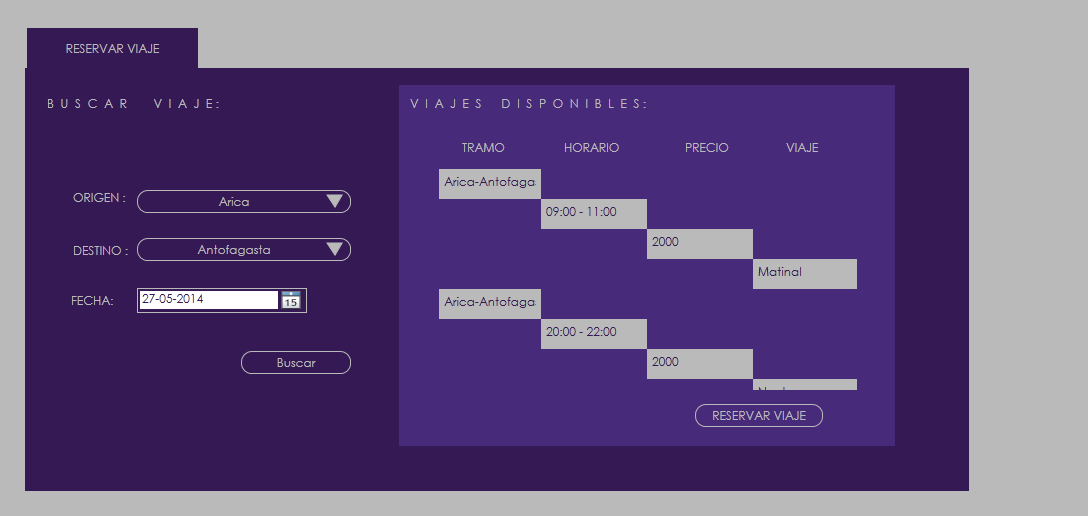 RESERVAR VIAJE
BUSCAR VIAJE:
ORIGEN :
Arica
DESTINO :
Antofagasta
FECHA:
27-05-2014
15
Buscar
VIAJES DISPONIBLES:
TRAMO HORARIO PRECIO VIAJE
Arica-Antofaga
09:00 - 11:00
2000
Matinal
Arica-Antofaga
20:00 - 22:00
2000
RESERVAR VIAJE